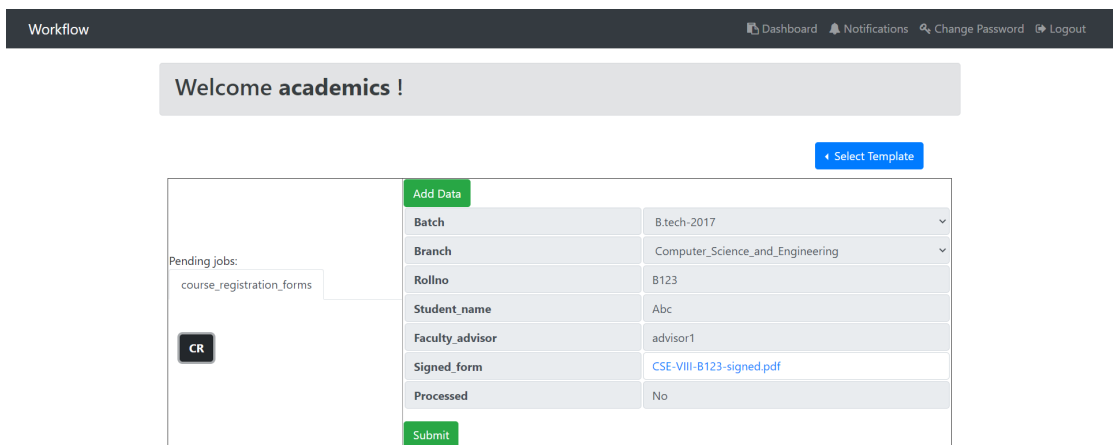 Workflow
Dashboard Notifications Change Password Logout
Welcome academics !
Select Template
Pending jobs:
course_registration_forms
CR
Add Data
Batch B.tech-2017
Branch Computer_Science_and_Engineering
Rollno B123
Student_name Abc
Faculty_advisor advisor1
Signed_form CSE-VIII-B123-signed.pdf
Processed No
Submit